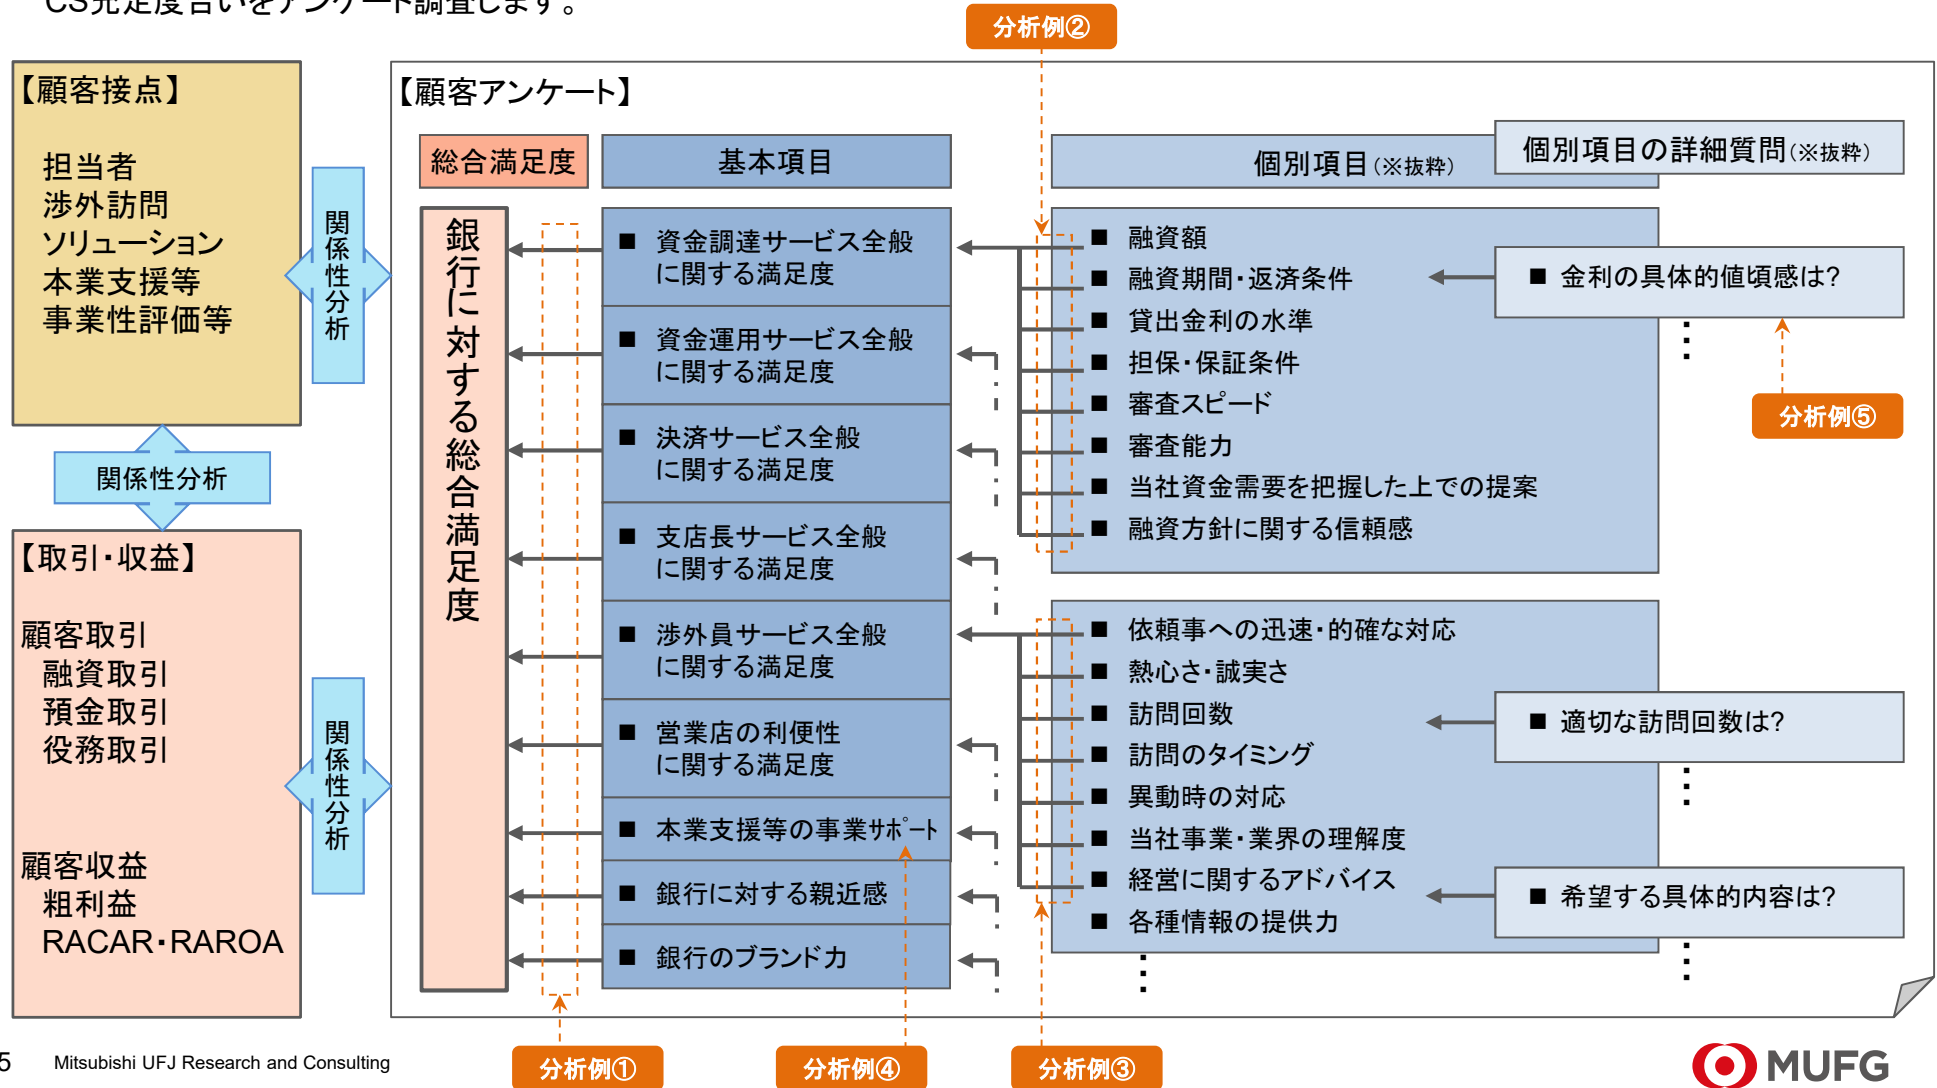 CS充足度合いをアンケート調査します。
分析例②
【顧客接点】
担当者
渉外訪問
ソリューション
本業支援等
事業性評価等
関係性分析
関係性分析
【取引・収益】
顧客取引
融資取引
預金取引
役務取引
顧客収益
粗利益
RACAR・RAROA
関係性分析
【顧客アンケート】
総合満足度
基本項目
個別項目(※抜粋)
個別項目の詳細質問(※抜粋)
銀行に対する総合満足度
■ 資金調達サービス全般
に関する満足度
■ 資金運用サービス全般
に関する満足度
■ 決済サービス全般
に関する満足度
■ 支店長サービス全般
に関する満足度
■ 渉外員サービス全般
に関する満足度
■ 営業店の利便性
に関する満足度
■ 本業支援等の事業ｻﾎﾟｰﾄ
■ 銀行に対する親近感
■ 銀行のブランド力
■ 融資額
■ 融資期間・返済条件
■ 貸出金利の水準
■ 担保・保証条件
■ 審査スピード
■ 審査能力
■ 当社資金需要を把握した上での提案
■ 融資方針に関する信頼感
■ 金利の具体的値頃感は?
分析例⑤
■ 依頼事への迅速・的確な対応
■ 熱心さ・誠実さ
■ 訪問回数
■ 訪問のタイミング
■ 異動時の対応
■ 当社事業・業界の理解度
■ 経営に関するアドバイス
■ 各種情報の提供力
■ 適切な訪問回数は?
■ 希望する具体的内容は?
分析例①
分析例④
分析例③
5 Mitsubishi UFJ Research and Consulting
MUFG